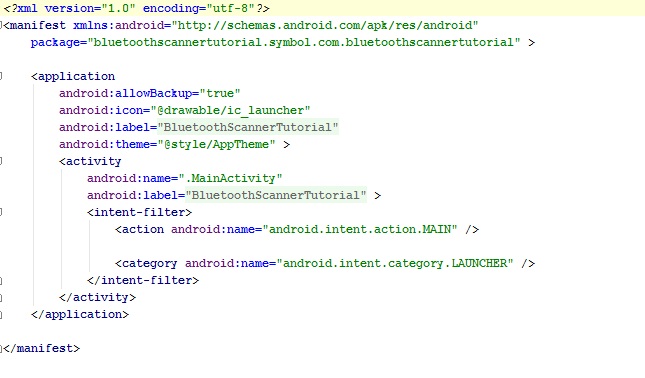 <?xml version="1.0" encoding="utf-8"?>
<manifest xmlns:android="http://schemas.android.com/apk/res/android"
    package="bluetoothscannertutorial.symbol.com.bluetoothscannertutorial" >

    <application
        android:allowBackup="true"
        android:icon="@drawable/ic_launcher"
        android:label="BluetoothScannerTutorial"
        android:theme="@style/AppTheme" >
        <activity
            android:name=".MainActivity"
            android:label="BluetoothScannerTutorial" >
            <intent-filter>
                <action android:name="android.intent.action.MAIN" />

                <category android:name="android.intent.category.LAUNCHER" />
            </intent-filter>
        </activity>
    </application>

</manifest>